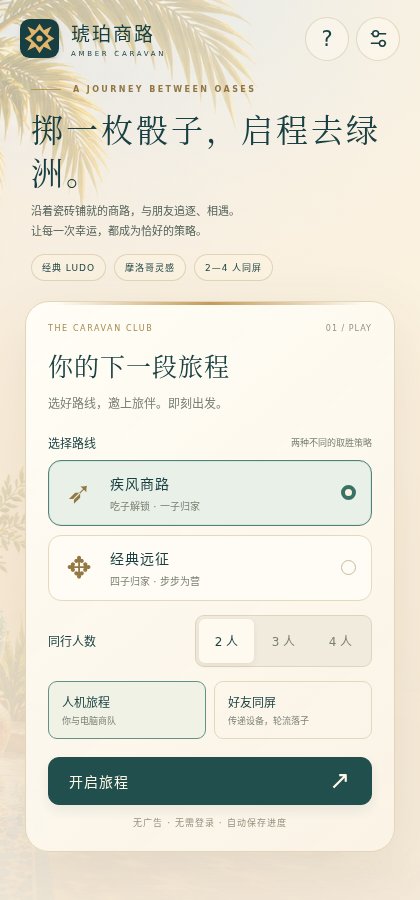 琥珀商路
AMBER CARAVAN
?
A JOURNEY BETWEEN OASES
掷一枚骰子，启程去绿
洲。
沿着瓷砖铺就的商路，与朋友追逐、相遇。
让每一次幸运，都成为恰好的策略。
经典 LUDO
摩洛哥灵感
2—4 人同屏
THE CARAVAN CLUB
01 / PLAY
你的下一段旅程
选好路线，邀上旅伴。即刻出发。
选择路线
两种不同的取胜策略
疾风商路
吃子解锁 · 一子归家
经典远征
四子归家 · 步步为营
同行人数
2 人
3 人
4 人
人机旅程
你与电脑商队
好友同屏
传递设备，轮流落子
开启旅程
无广告 · 无需登录 · 自动保存进度